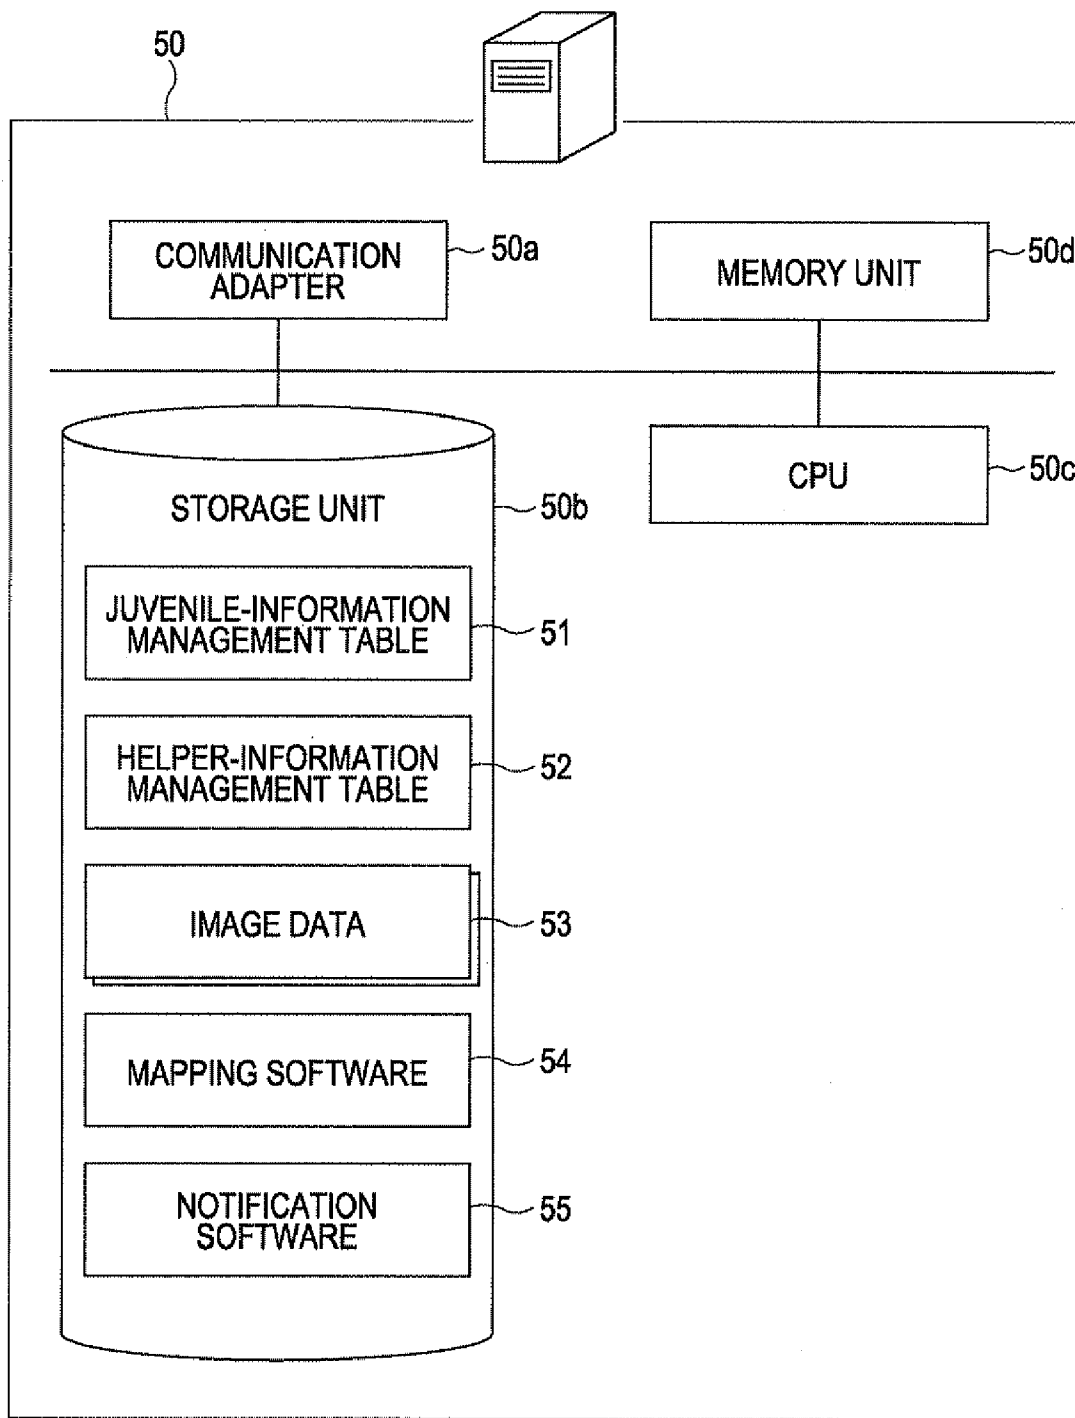 50
COMMUNICATION
ADAPTER
50a
MEMORY UNIT
50d
CPU
50c
STORAGE UNIT
50b
JUVENILE-INFORMATION
MANAGEMENT TABLE
51
HELPER-INFORMATION
MANAGEMENT TABLE
52
IMAGE DATA
53
MAPPING SOFTWARE
54
NOTIFICATION
SOFTWARE
55